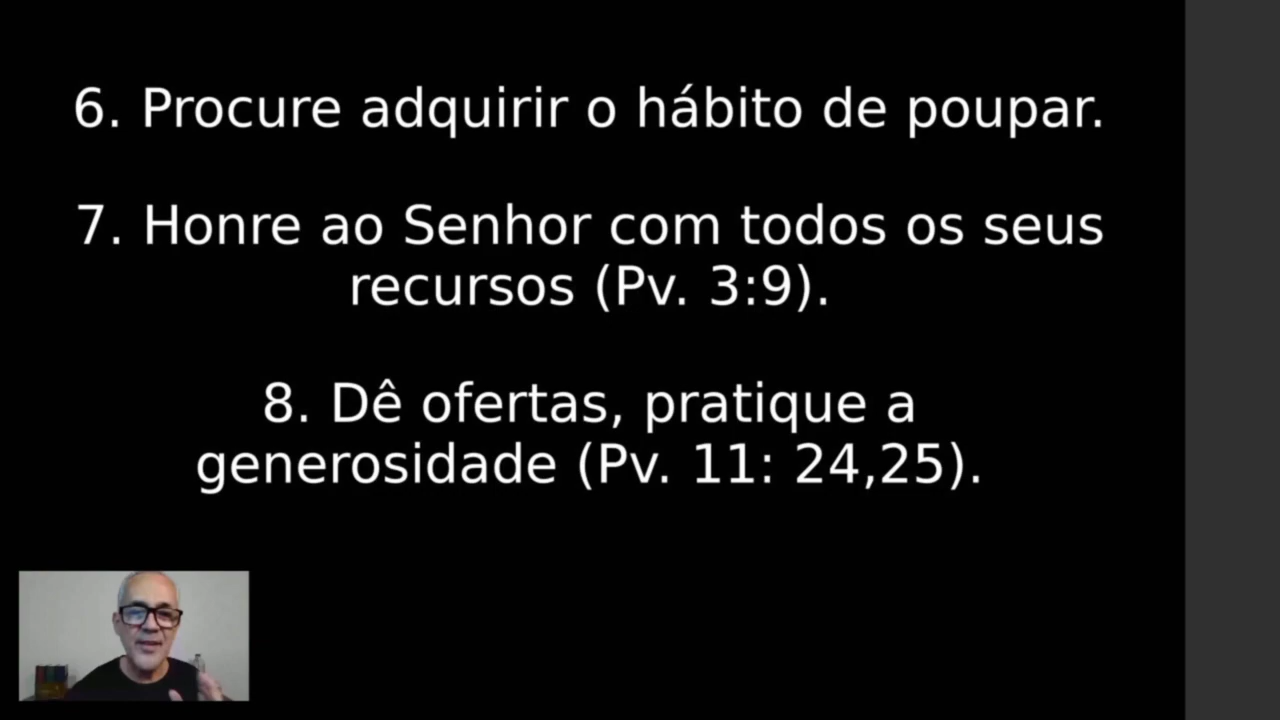 6. Procure adquirir o hábito de poupar.
7. Honre ao Senhor com todos os seus
recursos (Pv. 3:9).
8. Dê ofertas, pratique a
generosidade (Pv. 11: 24,25).